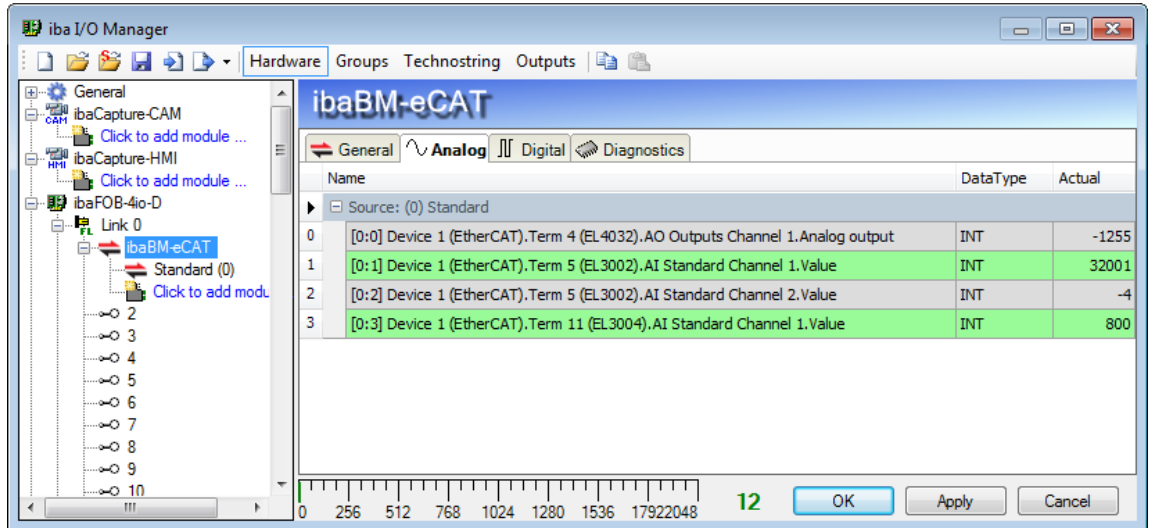 iba I/O Manager
Hardware Groups Technostring Outputs
General
CAM ibaCapture-CAM
Click to add module ...
HMI ibaCapture-HMI
Click to add module ...
ibaFOB-4io-D
FL Link 0
ibaBM-eCAT
Standard (0)
Click to add modu
2
3
4
5
6
7
8
9
10
ibaBM-eCAT
General Analog Digital Diagnostics
Name DataType Actual
Source: (0) Standard
0 [0:0] Device 1 (EtherCAT).Term 4 (EL4032).AO Outputs Channel 1.Analog output INT -1255
1 [0:1] Device 1 (EtherCAT).Term 5 (EL3002).AI Standard Channel 1.Value INT 32001
2 [0:2] Device 1 (EtherCAT).Term 5 (EL3002).AI Standard Channel 2.Value INT -4
3 [0:3] Device 1 (EtherCAT).Term 11 (EL3004).AI Standard Channel 1.Value INT 800
0 256 512 768 1024 1280 1536 17922048
12 OK Apply Cancel